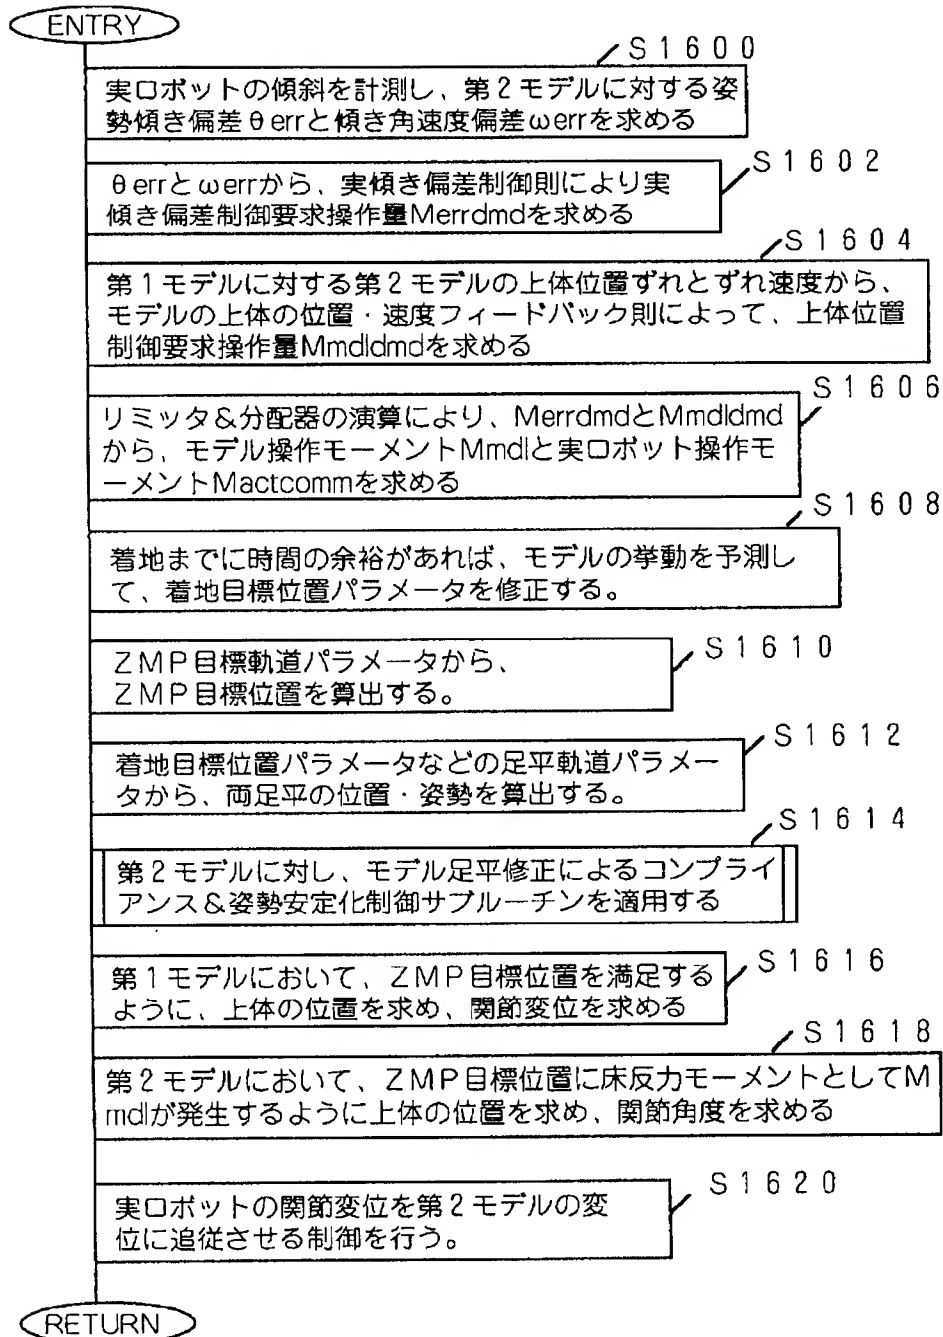 ENTRY
S1600
実ロボットの傾斜を計測し、第2モデルに対する姿
勢傾き偏差θerrと傾き角速度偏差ωerrを求める
S1602
θerrとωerrから、実傾き偏差制御則により実
傾き偏差制御要求操作量Merrdmdを求める
S1604
第1モデルに対する第2モデルの上体位置ずれとずれ速度から、
モデルの上体の位置・速度フィードバック則によって、上体位置
制御要求操作量Mmdldmdを求める
S1606
リミッタ&分配器の演算により、MerrdmdとMmdldmd
から、モデル操作モーメントMmdlと実ロボット操作モ
ーメントMactcommを求める
S1608
着地までに時間の余裕があれば、モデルの挙動を予測し
て、着地目標位置パラメータを修正する。
S1610
ZMP目標軌道パラメータから、
ZMP目標位置を算出する。
S1612
着地目標位置パラメータなどの足平軌道パラメー
タから、両足平の位置・姿勢を算出する。
S1614
第2モデルに対し、モデル足平修正によるコンプライ
アンス&姿勢安定化制御サブルーチンを適用する
S1616
第1モデルにおいて、ZMP目標位置を満足する
ように、上体の位置を求め、関節変位を求める
S1618
第2モデルにおいて、ZMP目標位置に床反力モーメントとしてM
mdlが発生するように上体の位置を求め、関節角度を求める
S1620
実ロボットの関節変位を第2モデルの変
位に追従させる制御を行う。
RETURN